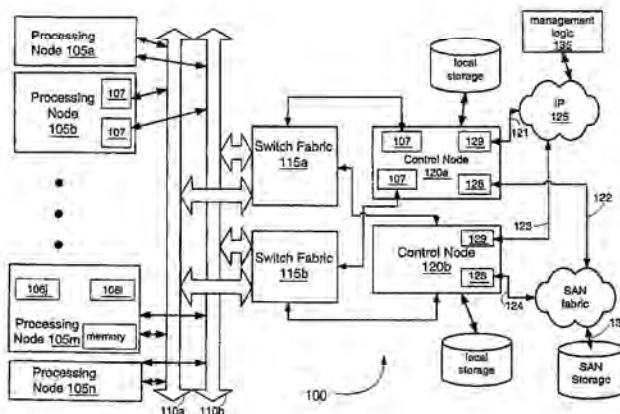 Processing
Node 105a
Processing
Node
105b
107
107
106j
106l
Processing
Node 105m
memory
Processing
Node 105n
110a
110b
Switch Fabric
115a
Switch Fabric
115b
local
storage
107
129
Control Node
120a
107
128
129
Control Node
120b
128
local
storage
100
management
logic
135
IP
125
121
122
123
124
SAN
fabric
SAN
Storage